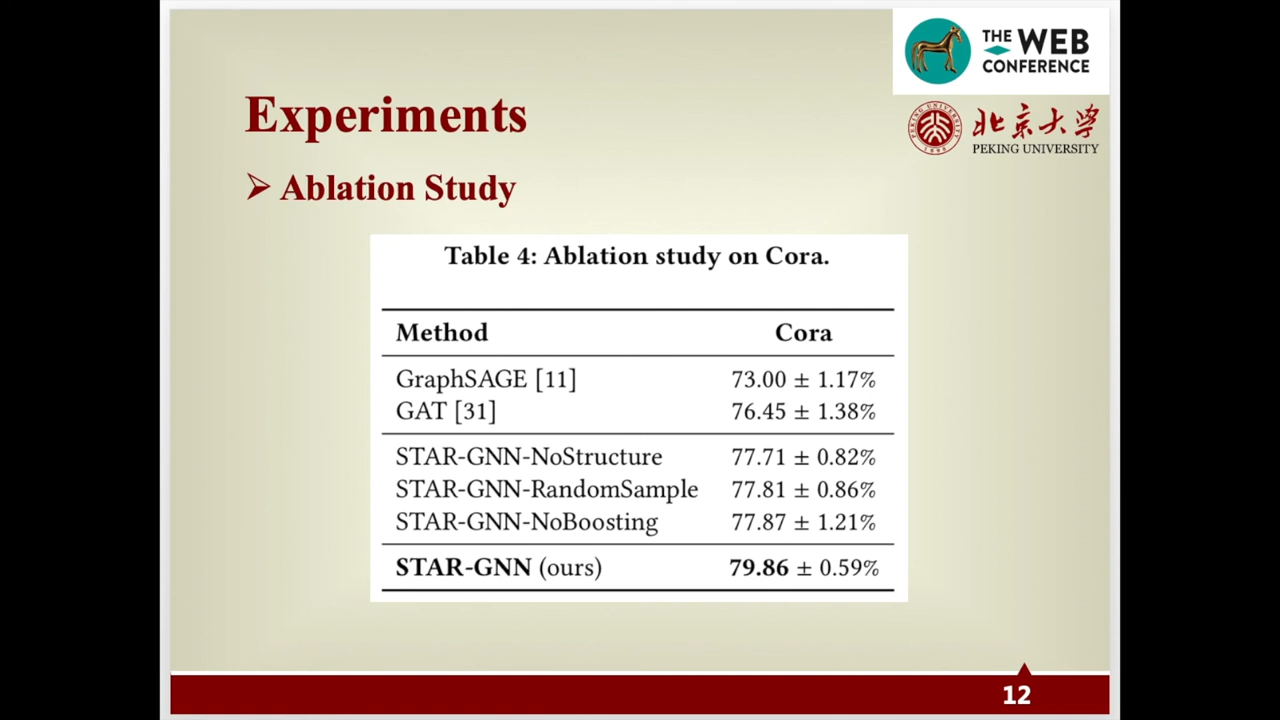 THE WEB
CONFERENCE
Experiments
北京大学
PEKING UNIVERSITY
PEKING UNIVERSITY
1898
➢ Ablation Study
Table 4: Ablation study on Cora.
Method Cora
GraphSAGE [11] 73.00 ± 1.17%
GAT [31] 76.45 ± 1.38%
STAR-GNN-NoStructure 77.71 ± 0.82%
STAR-GNN-RandomSample 77.81 ± 0.86%
STAR-GNN-NoBoosting 77.87 ± 1.21%
STAR-GNN (ours) 79.86 ± 0.59%
12